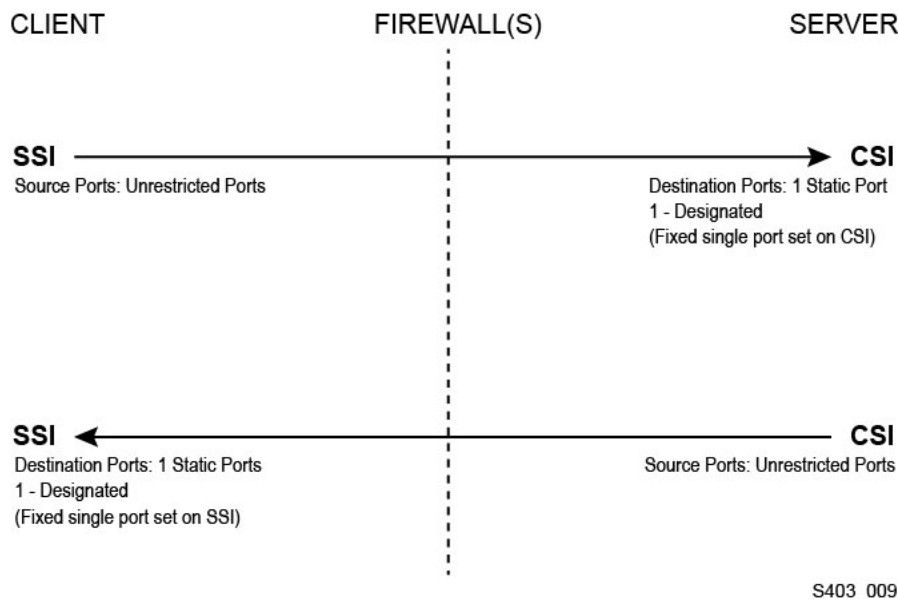 CLIENT
FIREWALL(S)
SERVER
SSI
CSI
Source Ports: Unrestricted Ports
Destination Ports: 1 Static Port
1 - Designated
(Fixed single port set on CSI)
SSI
CSI
Destination Ports: 1 Static Ports
1 - Designated
(Fixed single port set on SSI)
Source Ports: Unrestricted Ports
S403_009